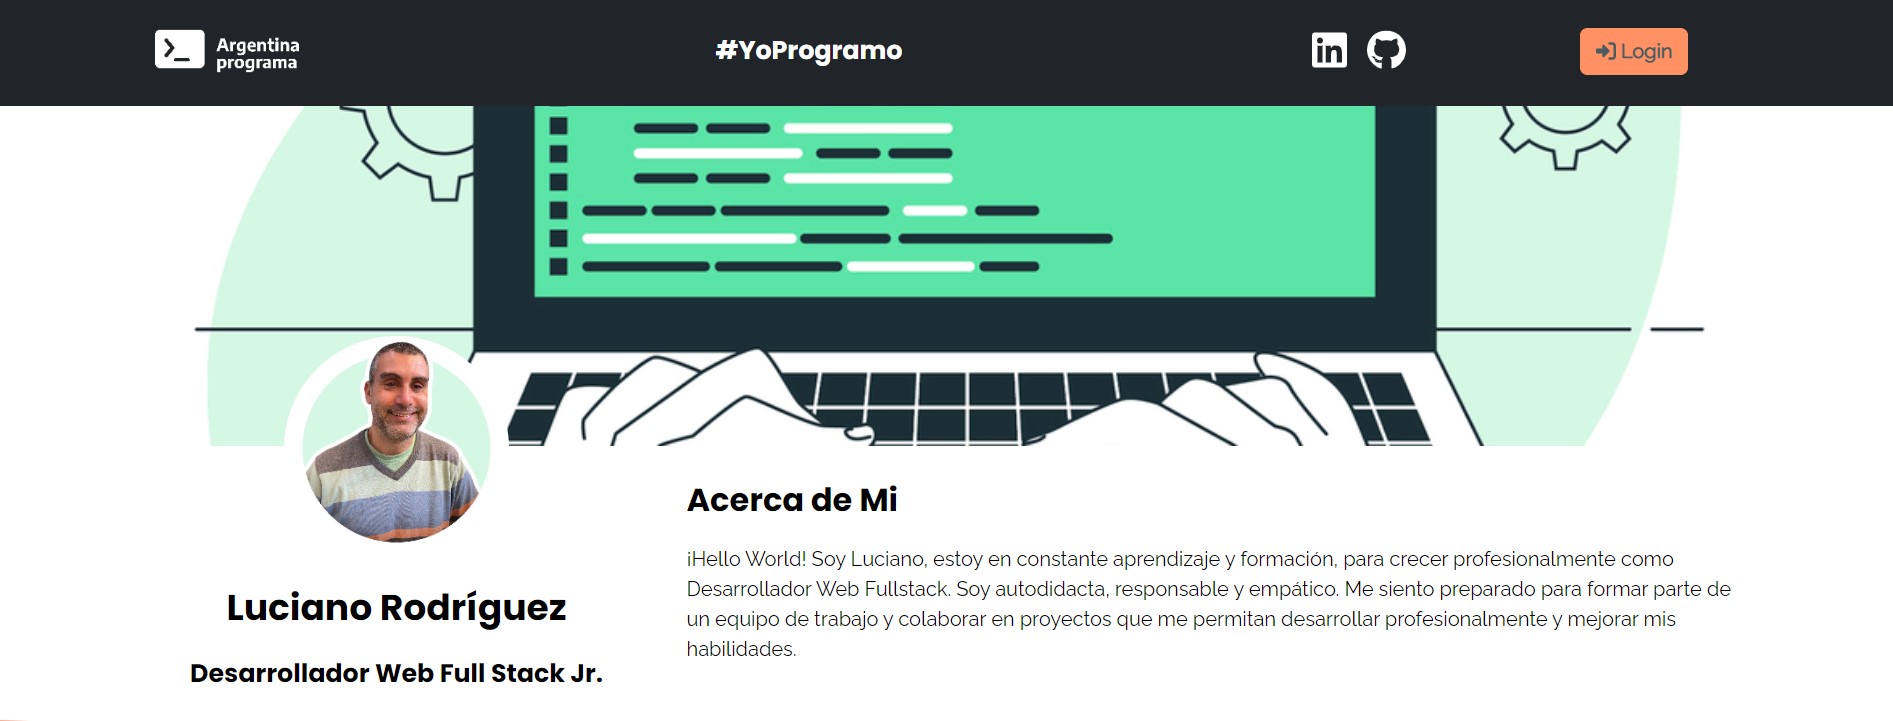 Argentina
programa
#YoProgramo
Login
Acerca de Mi
¡Hello World! Soy Luciano, estoy en constante aprendizaje y formación, para crecer profesionalmente como
Desarrollador Web Fullstack. Soy autodidacta, responsable y empático. Me siento preparado para formar parte de
un equipo de trabajo y colaborar en proyectos que me permitan desarrollar profesionalmente y mejorar mis
habilidades.
Luciano Rodríguez
Desarrollador Web Full Stack Jr.